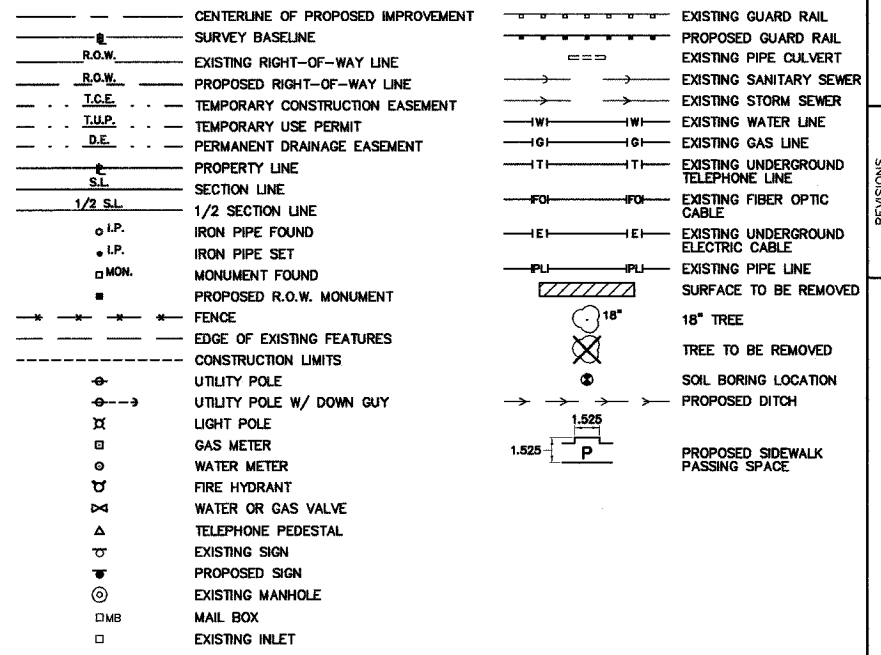 CENTERLINE OF PROPOSED IMPROVEMENT
SURVEY BASELINE
R.O.W. EXISTING RIGHT-OF-WAY LINE
R.O.W. PROPOSED RIGHT-OF-WAY LINE
T.C.E. TEMPORARY CONSTRUCTION EASEMENT
T.U.P. TEMPORARY USE PERMIT
D.E. PERMANENT DRAINAGE EASEMENT
PROPERTY LINE
S.L. SECTION LINE
1/2 S.L. 1/2 SECTION LINE
I.P. IRON PIPE FOUND
I.P. IRON PIPE SET
MON. MONUMENT FOUND
PROPOSED R.O.W. MONUMENT
FENCE
EDGE OF EXISTING FEATURES
CONSTRUCTION LIMITS
UTILITY POLE
UTILITY POLE W/ DOWN GUY
LIGHT POLE
GAS METER
WATER METER
FIRE HYDRANT
WATER OR GAS VALVE
TELEPHONE PEDESTAL
EXISTING SIGN
PROPOSED SIGN
EXISTING MANHOLE
MB MAIL BOX
EXISTING INLET
EXISTING GUARD RAIL
PROPOSED GUARD RAIL
EXISTING PIPE CULVERT
EXISTING SANITARY SEWER
EXISTING STORM SEWER
W W EXISTING WATER LINE
G G EXISTING GAS LINE
T T EXISTING UNDERGROUND
TELEPHONE LINE
FO FO EXISTING FIBER OPTIC
CABLE
E E EXISTING UNDERGROUND
ELECTRIC CABLE
PL PL EXISTING PIPE LINE
SURFACE TO BE REMOVED
18" 18" TREE
TREE TO BE REMOVED
SOIL BORING LOCATION
PROPOSED DITCH
1.525
1.525 P PROPOSED SIDEWALK
PASSING SPACE
REVISIONS